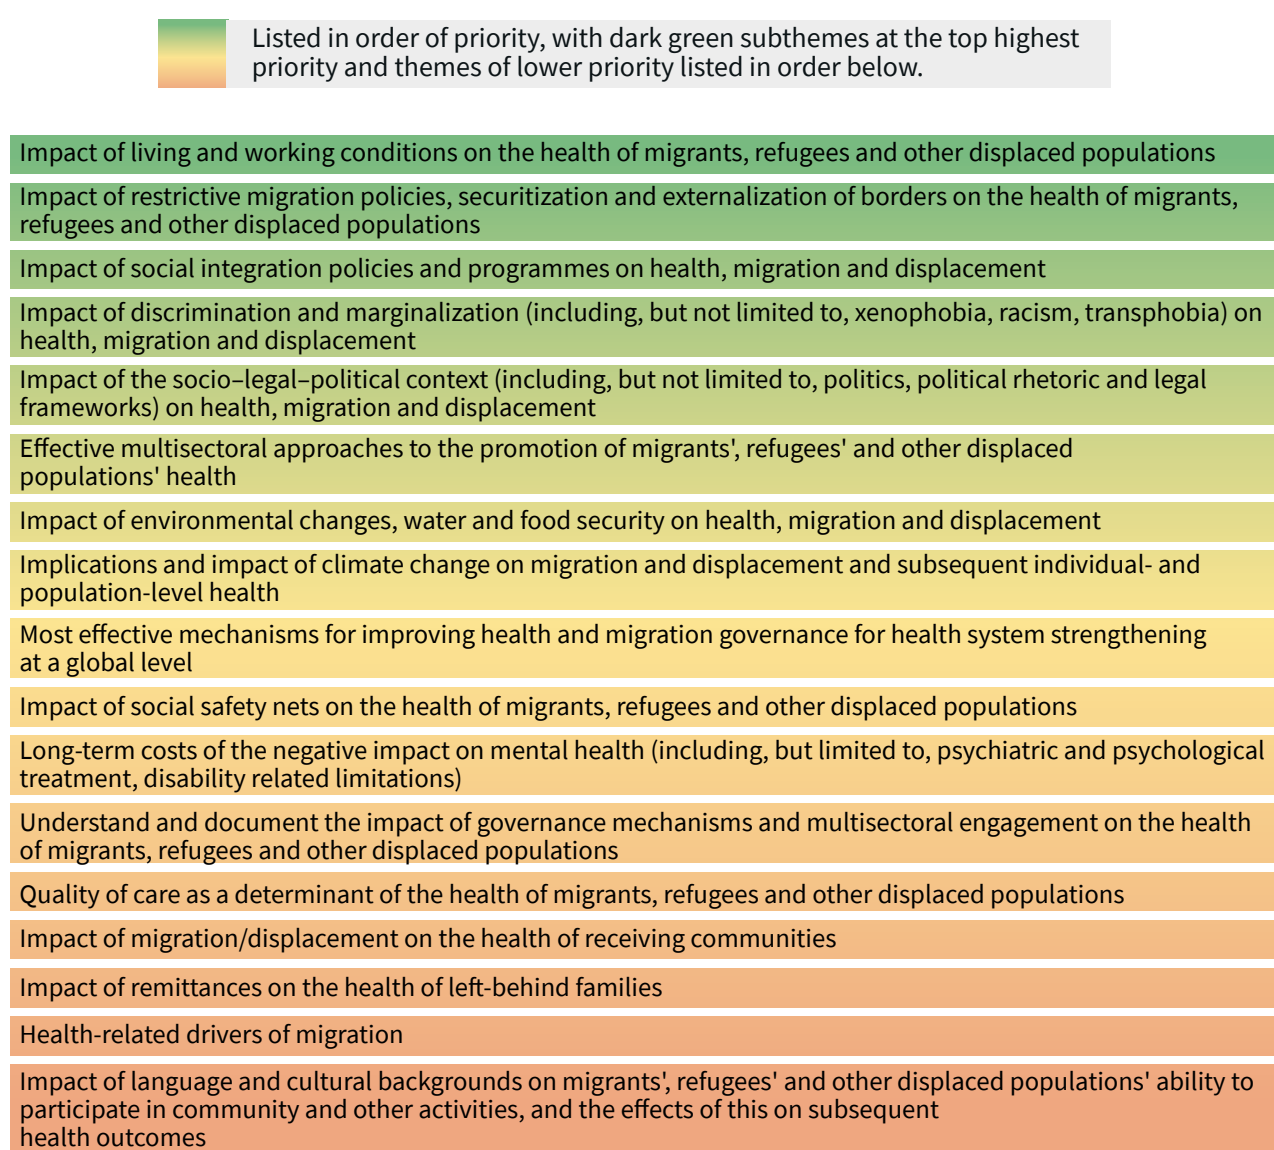 Listed in order of priority, with dark green subthemes at the top highest
priority and themes of lower priority listed in order below.
Impact of living and working conditions on the health of migrants, refugees and other displaced populations
Impact of restrictive migration policies, securitization and externalization of borders on the health of migrants,
refugees and other displaced populations
Impact of social integration policies and programmes on health, migration and displacement
Impact of discrimination and marginalization (including, but not limited to, xenophobia, racism, transphobia) on
health, migration and displacement
Impact of the socio–legal–political context (including, but not limited to, politics, political rhetoric and legal
frameworks) on health, migration and displacement
Effective multisectoral approaches to the promotion of migrants', refugees' and other displaced
populations' health
Impact of environmental changes, water and food security on health, migration and displacement
Implications and impact of climate change on migration and displacement and subsequent individual- and
population-level health
Most effective mechanisms for improving health and migration governance for health system strengthening
at a global level
Impact of social safety nets on the health of migrants, refugees and other displaced populations
Long-term costs of the negative impact on mental health (including, but limited to, psychiatric and psychological
treatment, disability related limitations)
Understand and document the impact of governance mechanisms and multisectoral engagement on the health
of migrants, refugees and other displaced populations
Quality of care as a determinant of the health of migrants, refugees and other displaced populations
Impact of migration/displacement on the health of receiving communities
Impact of remittances on the health of left-behind families
Health-related drivers of migration
Impact of language and cultural backgrounds on migrants', refugees' and other displaced populations' ability to
participate in community and other activities, and the effects of this on subsequent
health outcomes